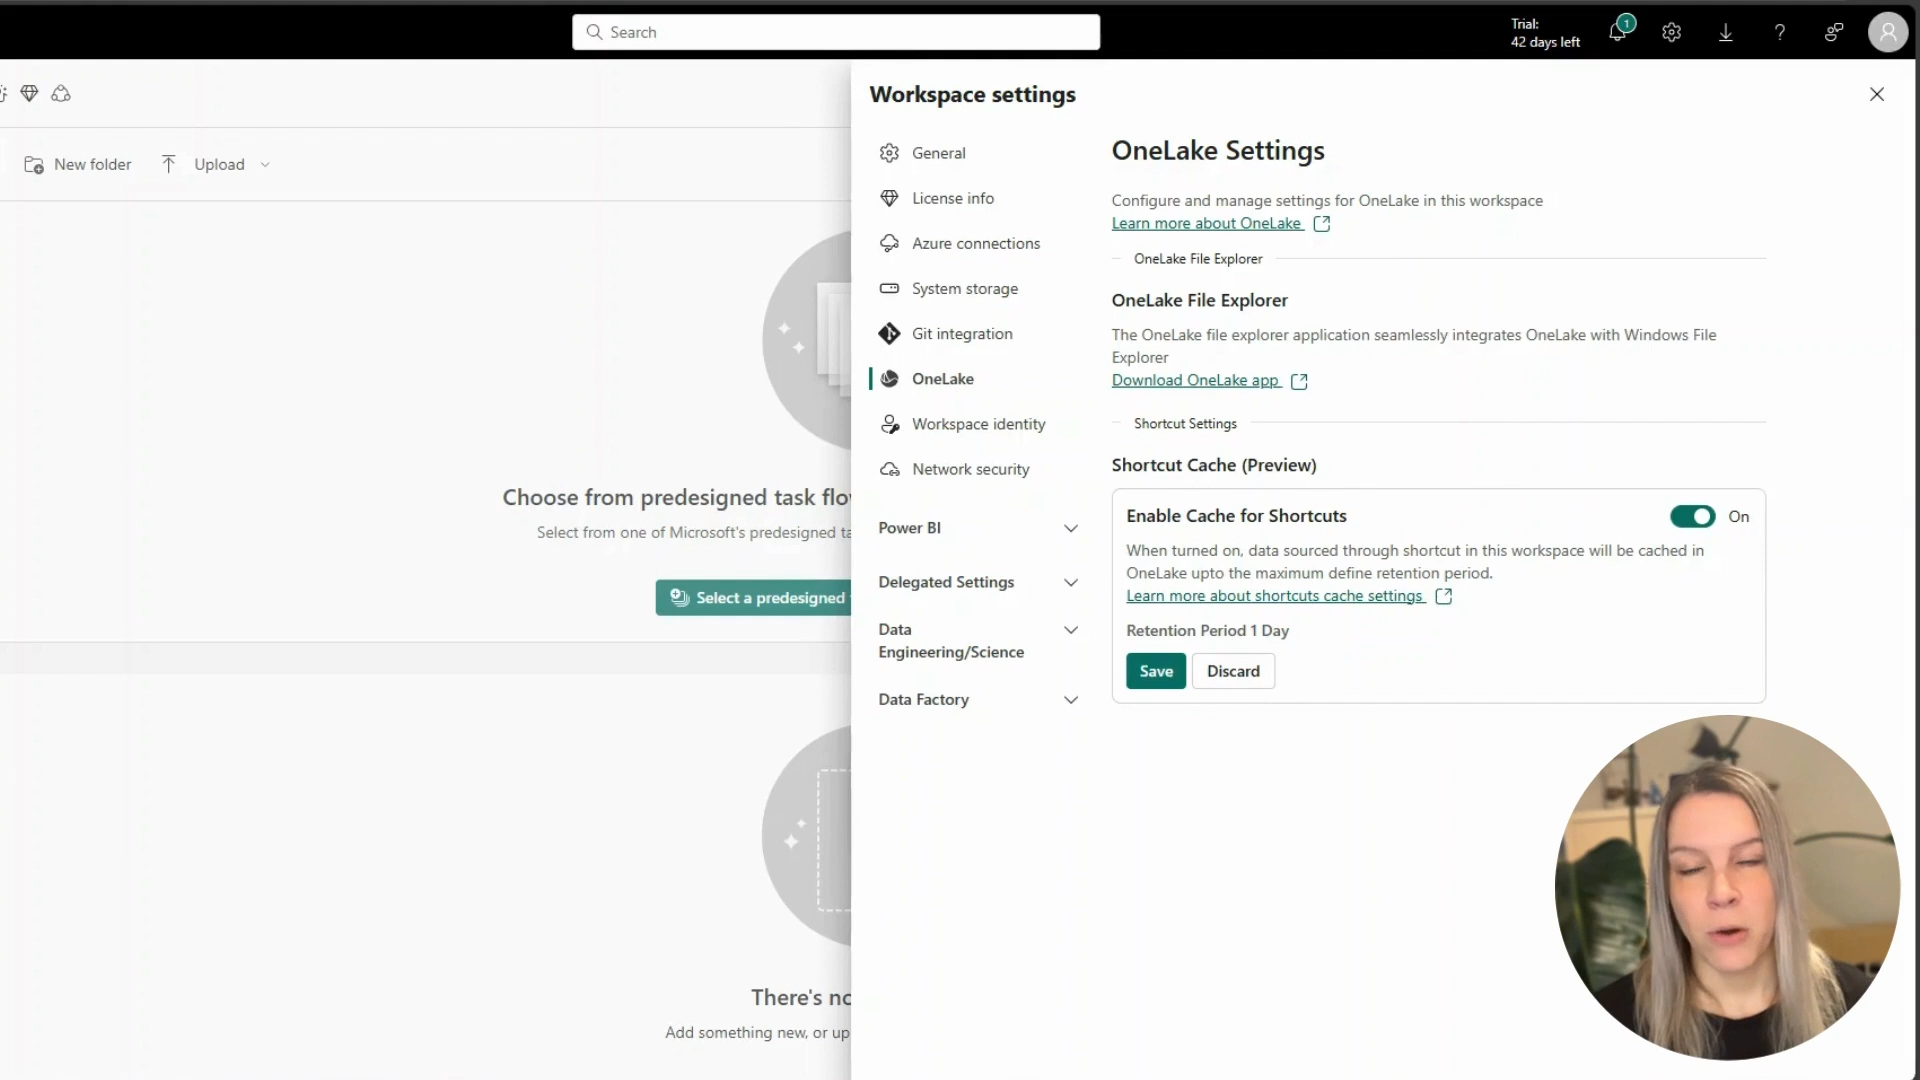 Search
Trial:
42 days left
1
Workspace settings
New folder
Upload
General
License info
Azure connections
System storage
Git integration
OneLake
Workspace identity
Network security
Power BI
Delegated Settings
Data
Engineering/Science
Data Factory
OneLake Settings
Configure and manage settings for OneLake in this workspace
Learn more about OneLake
OneLake File Explorer
OneLake File Explorer
The OneLake file explorer application seamlessly integrates OneLake with Windows File
Explorer
Download OneLake app
Shortcut Settings
Shortcut Cache (Preview)
Enable Cache for Shortcuts
On
When turned on, data sourced through shortcut in this workspace will be cached in
OneLake upto the maximum define retention period.
Learn more about shortcuts cache settings
Retention Period 1 Day
Save
Discard
Choose from predesigned task flo
Select from one of Microsoft's predesigned ta
Select a predesigned
There's no
Add something new, or up